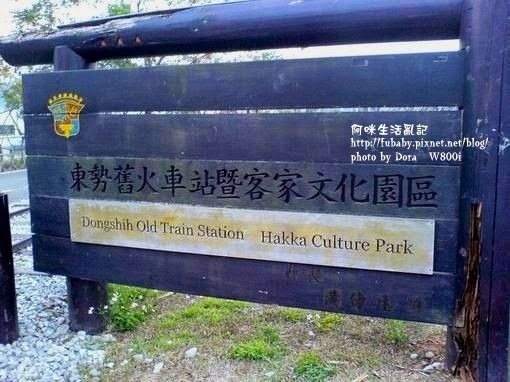 阿咪生活亂記
http://fubaby.pixnet.net/blog/
photo by Dora W800i
東勢舊火車站暨客家文化園區
Dongshih Old Train Station Hakka Culture Park